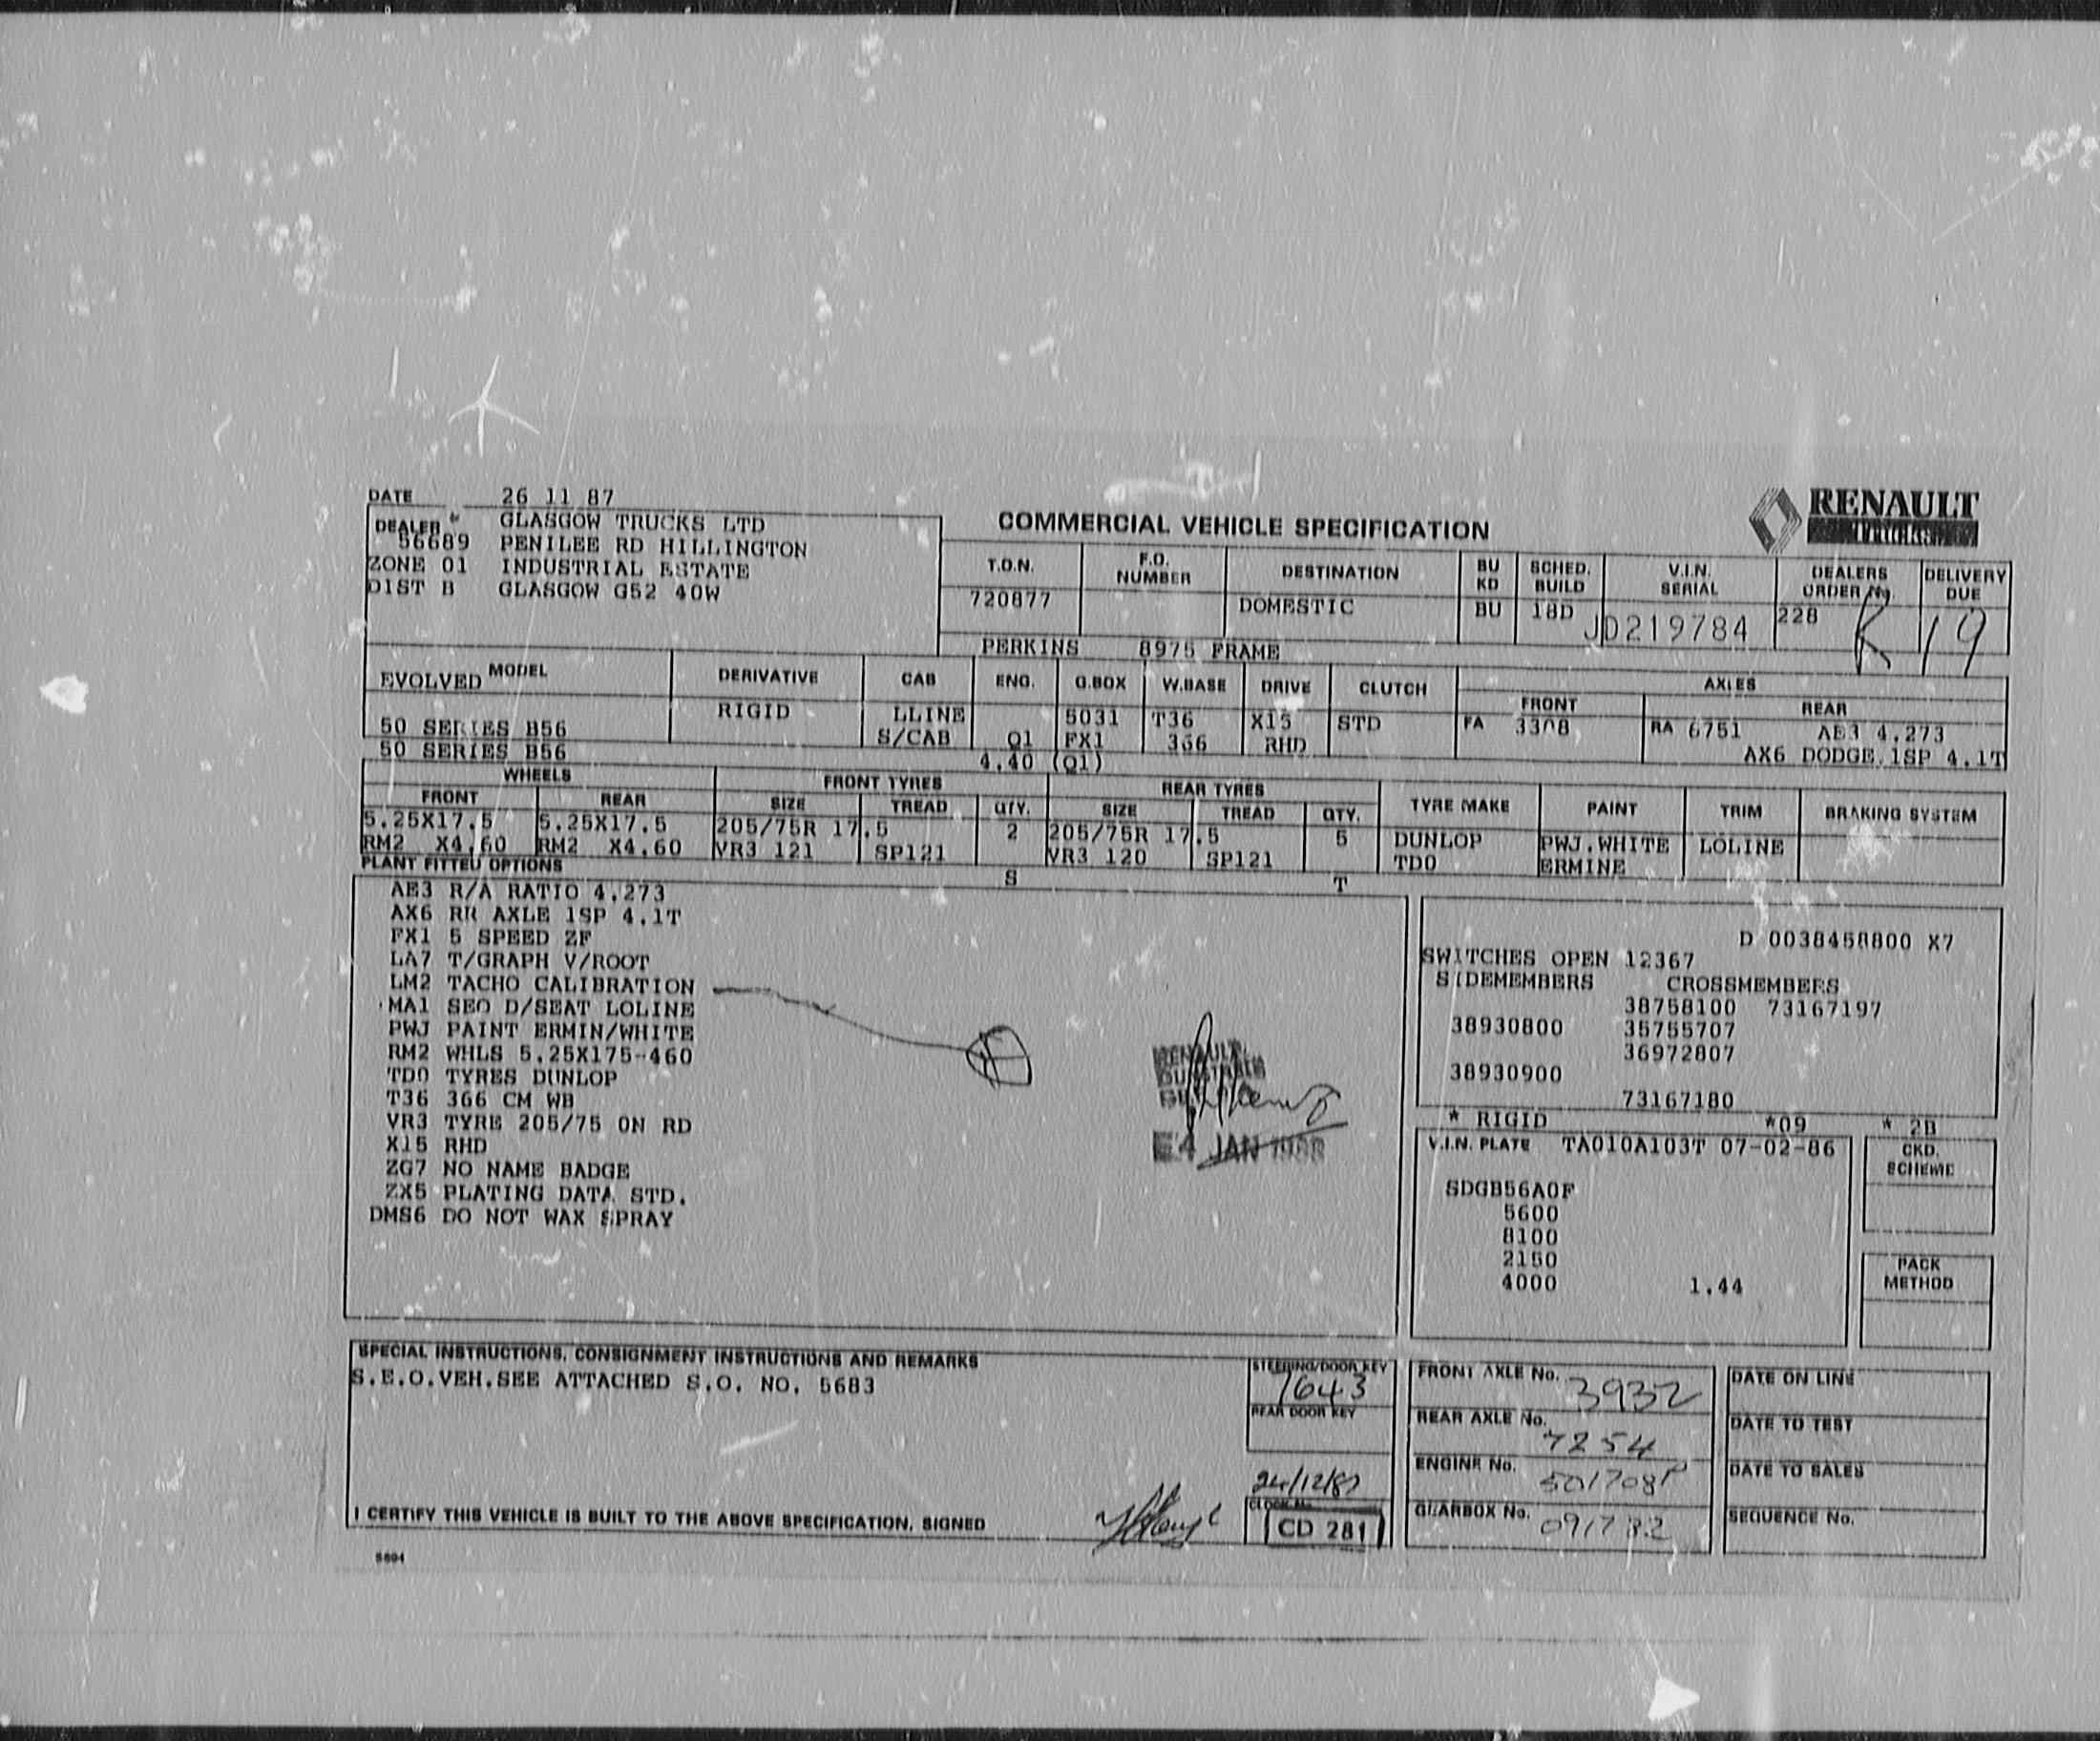 DATE 26 11 87
DEALER GLASGOW TRUCKS LTD
56689 PENILEE RD HILLINGTON
ZONE 01 INDUSTRIAL ESTATE
DIST B GLASGOW G52 4OW
COMMERCIAL VEHICLE SPECIFICATION
RENAULT
TRUCKS
T.O.N. F.O. NUMBER DESTINATION BU KD SCHED. BUILD V.I.N. SERIAL DEALERS ORDER No DELIVERY DUE
720877 DOMESTIC BU 18D JD219784 228 R 19
PERKINS 8975 FRAME
MODEL DERIVATIVE CAB ENG. G.BOX W.BASE DRIVE CLUTCH AXLES
FRONT REAR
EVOLVED
RIGID LLINE 5031 T36 X15 STD FA 3308 RA 6751 AE3 4.273
50 SERIES B56 S/CAB Q1 FX1 366 RHD
50 SERIES B56 4.40 (Q1) AX6 DODGE 1SP 4.1T
WHEELS FRONT TYRES REAR TYRES
FRONT REAR SIZE TREAD QTY. SIZE TREAD QTY. TYRE MAKE PAINT TRIM BRAKING SYSTEM
5.25X17.5 5.25X17.5 205/75R 17.5 2 205/75R 17.5 5 DUNLOP PWJ.WHITE LOLINE
RM2 X4.60 RM2 X4.60 VR3 121 SP121 VR3 120 SP121 TDO ERMINE
PLANT FITTED OPTIONS
S T
AE3 R/A RATIO 4.273
AX6 RR AXLE 1SP 4.1T
FX1 5 SPEED ZF
LA7 T/GRAPH V/ROOT
LM2 TACHO CALIBRATION
MA1 SEO D/SEAT LOLINE
PWJ PAINT ERMIN/WHITE
RM2 WHLS 5.25X175-460
TDO TYRES DUNLOP
T36 366 CM WB
VR3 TYRE 205/75 ON RD
X15 RHD
ZG7 NO NAME BADGE
ZX5 PLATING DATA STD.
DMS6 DO NOT WAX SPRAY
RENAULT
JAN 1988
D 0038458800 X7
SWITCHES OPEN 12367
SIDEMEMBERS CROSSMEMBERS
38758100 73167197
38930800 35755707
36972807
38930900
73167180
* RIGID *09 * 2B
V.I.N. PLATE TA010A103T 07-02-86
SDGB56A0F
5600
8100
2150
4000 1.44
CKD. SCHEME
PACK METHOD
SPECIAL INSTRUCTIONS, CONSIGNMENT INSTRUCTIONS AND REMARKS
S.E.O.VEH.SEE ATTACHED S.O. NO. 5683
STEERING/DOOR KEY
1643
REAR DOOR KEY
24/12/87
CLOCK No.
CD 281
I CERTIFY THIS VEHICLE IS BUILT TO THE ABOVE SPECIFICATION. SIGNED
FRONT AXLE No. 3932
REAR AXLE No. 7254
ENGINE No. 501708P
GEARBOX No. 091782
DATE ON LINE
DATE TO TEST
DATE TO SALES
SEQUENCE No.
5604